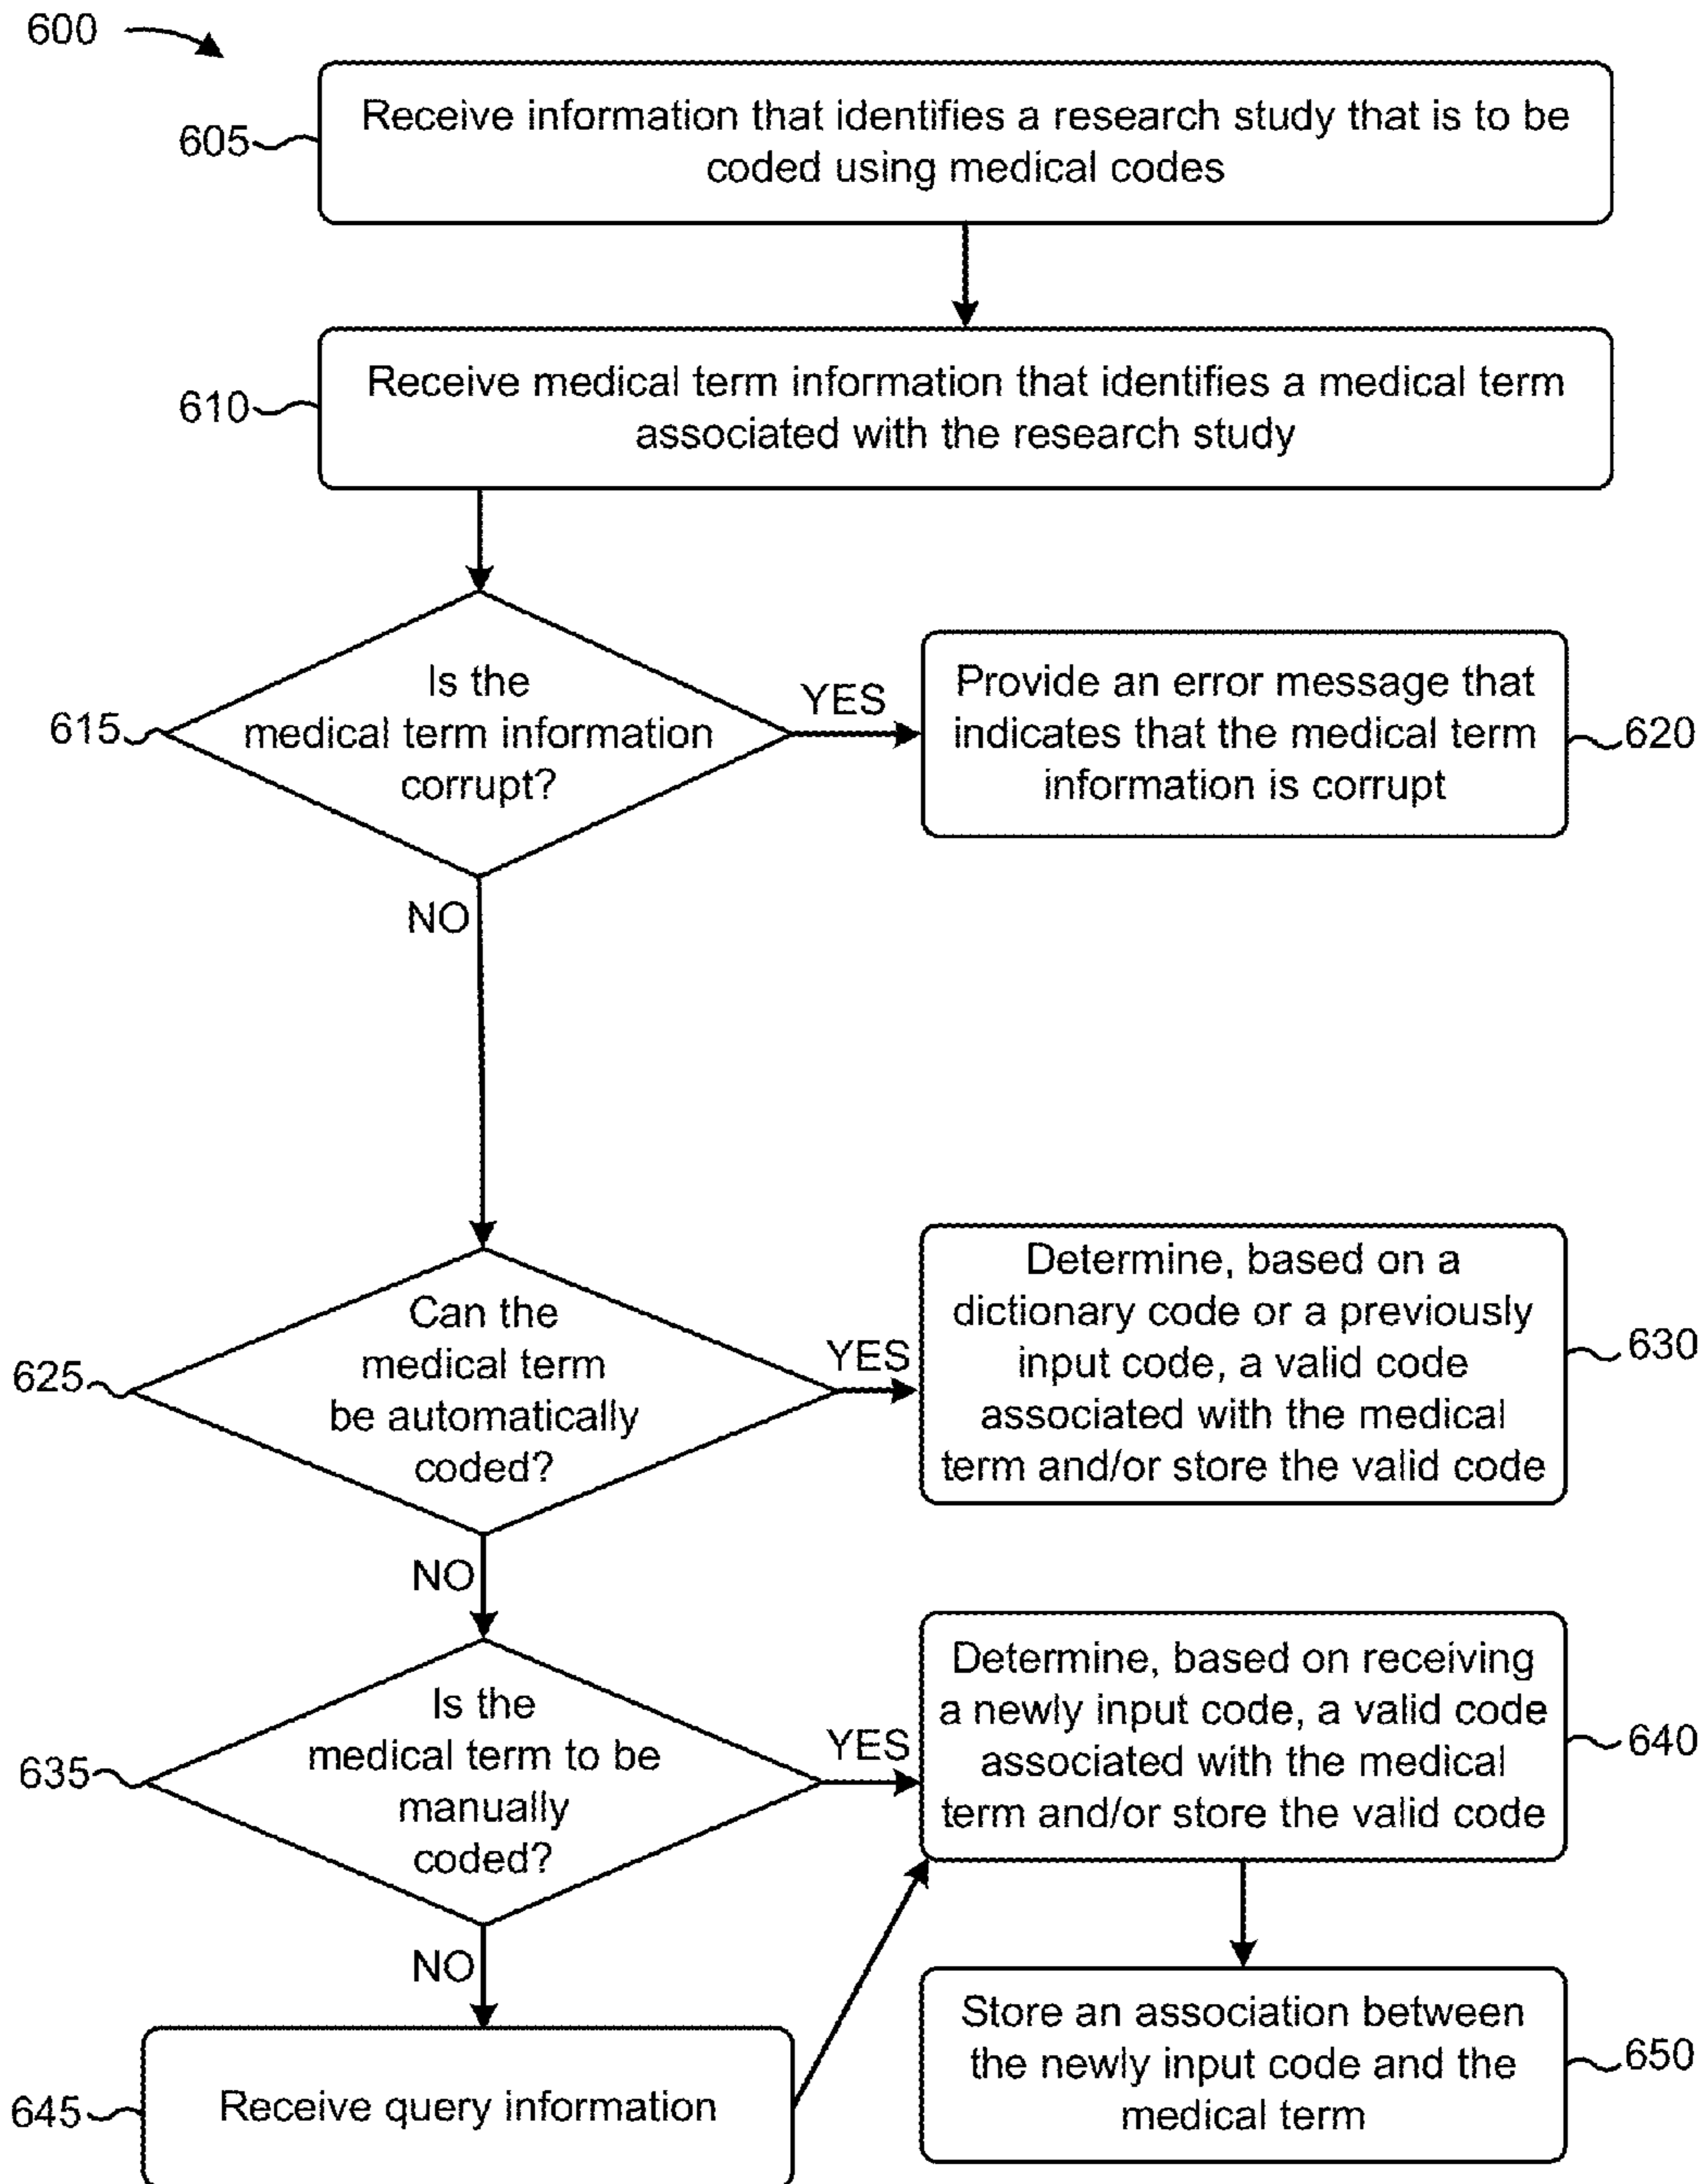 600
605
Receive information that identifies a research study that is to be
coded using medical codes
610
Receive medical term information that identifies a medical term
associated with the research study
615
Is the
medical term information
corrupt?
YES
Provide an error message that
indicates that the medical term
information is corrupt
620
NO
625
Can the
medical term
be automatically
coded?
YES
Determine, based on a
dictionary code or a previously
input code, a valid code
associated with the medical
term and/or store the valid code
630
NO
635
Is the
medical term to be
manually
coded?
YES
Determine, based on receiving
a newly input code, a valid code
associated with the medical
term and/or store the valid code
640
NO
645
Receive query information
Store an association between
the newly input code and the
medical term
650